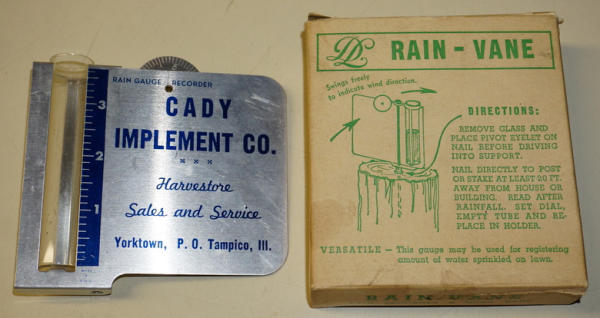 RAIN GAUGE RECORDER
3
2
1
CADY
IMPLEMENT CO.
x x x
Harvestore
Sales and Service
Yorktown, P. O. Tampico, Ill.
RAIN - VANE
Swings freely
to indicate wind direction.
DIRECTIONS:
REMOVE GLASS AND
PLACE PIVOT EYELET ON
NAIL BEFORE DRIVING
INTO SUPPORT.
NAIL DIRECTLY TO POST
OR STAKE AT LEAST 20 FT.
AWAY FROM HOUSE OR
BUILDING. READ AFTER
RAINFALL. SET DIAL,
EMPTY TUBE AND RE-
PLACE IN HOLDER.
VERSATILE - This gauge may be used for registering
amount of water sprinkled on lawn.
RAIN-VANE